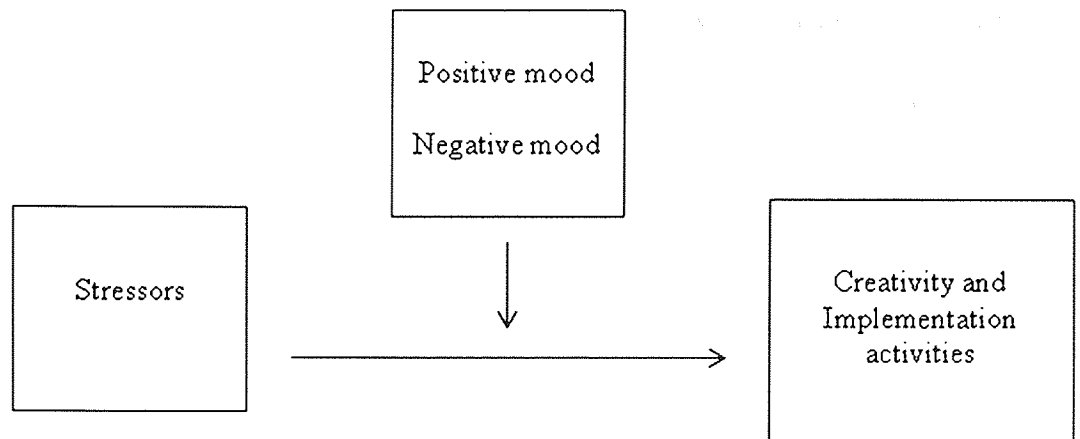 Positive mood
Negative mood
Stressors
Creativity and
Implementation
activities